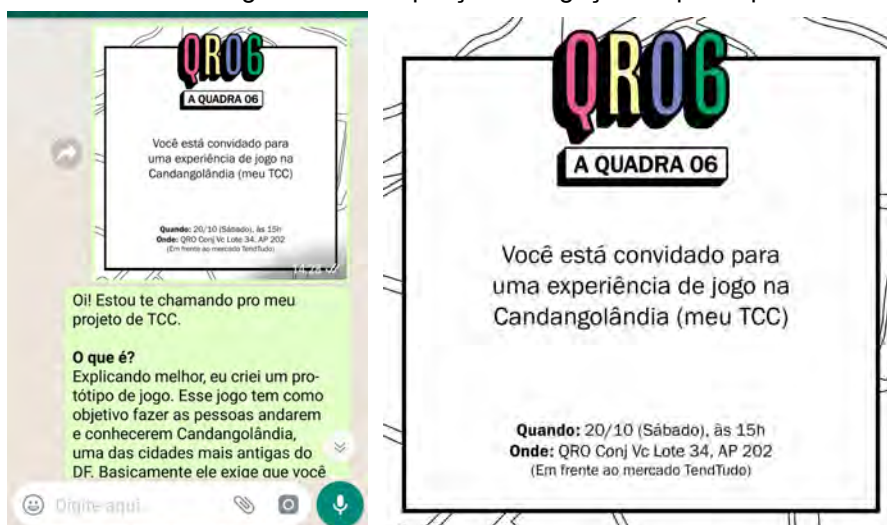 QR06
A QUADRA 06
Você está convidado para
uma experiência de jogo na
Candangolândia (meu TCC)
Quando: 20/10 (Sábado), às 15h
Onde: QRO Conj Vc Lote 34, AP 202
(Em frente ao mercado TendTudo)
14:28
Oi! Estou te chamando pro meu
projeto de TCC.
O que é?
Explicando melhor, eu criei um pro-
tótipo de jogo. Esse jogo tem como
objetivo fazer as pessoas andarem
e conhecerem Candangolândia,
uma das cidades mais antigas do
DF. Basicamente ele exige que você
Digite aqui...
QR06
A QUADRA 06
Você está convidado para
uma experiência de jogo na
Candangolândia (meu TCC)
Quando: 20/10 (Sábado), às 15h
Onde: QRO Conj Vc Lote 34, AP 202
(Em frente ao mercado TendTudo)